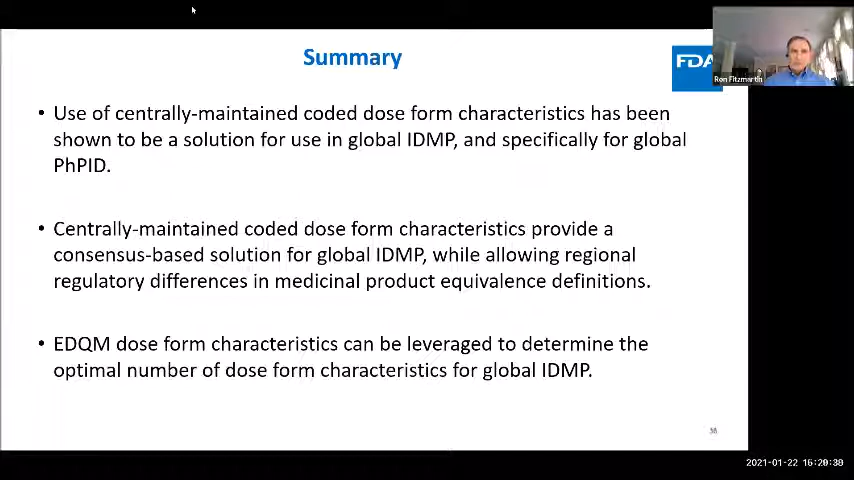 Summary
FDA
Ron Fitzmartin
• Use of centrally-maintained coded dose form characteristics has been
shown to be a solution for use in global IDMP, and specifically for global
PhPID.
• Centrally-maintained coded dose form characteristics provide a
consensus-based solution for global IDMP, while allowing regional
regulatory differences in medicinal product equivalence definitions.
• EDQM dose form characteristics can be leveraged to determine the
optimal number of dose form characteristics for global IDMP.
2021-01-22 16:20:38